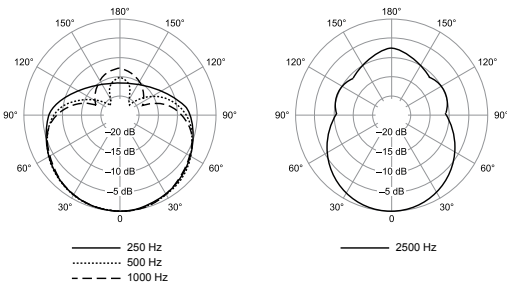 180°
150° 150°
120° 120°
90° 90°
60° 60°
30° 30°
0
–20 dB
–15 dB
–10 dB
–5 dB
250 Hz
500 Hz
1000 Hz
180°
150° 150°
120° 120°
90° 90°
60° 60°
30° 30°
0
–20 dB
–15 dB
–10 dB
–5 dB
2500 Hz